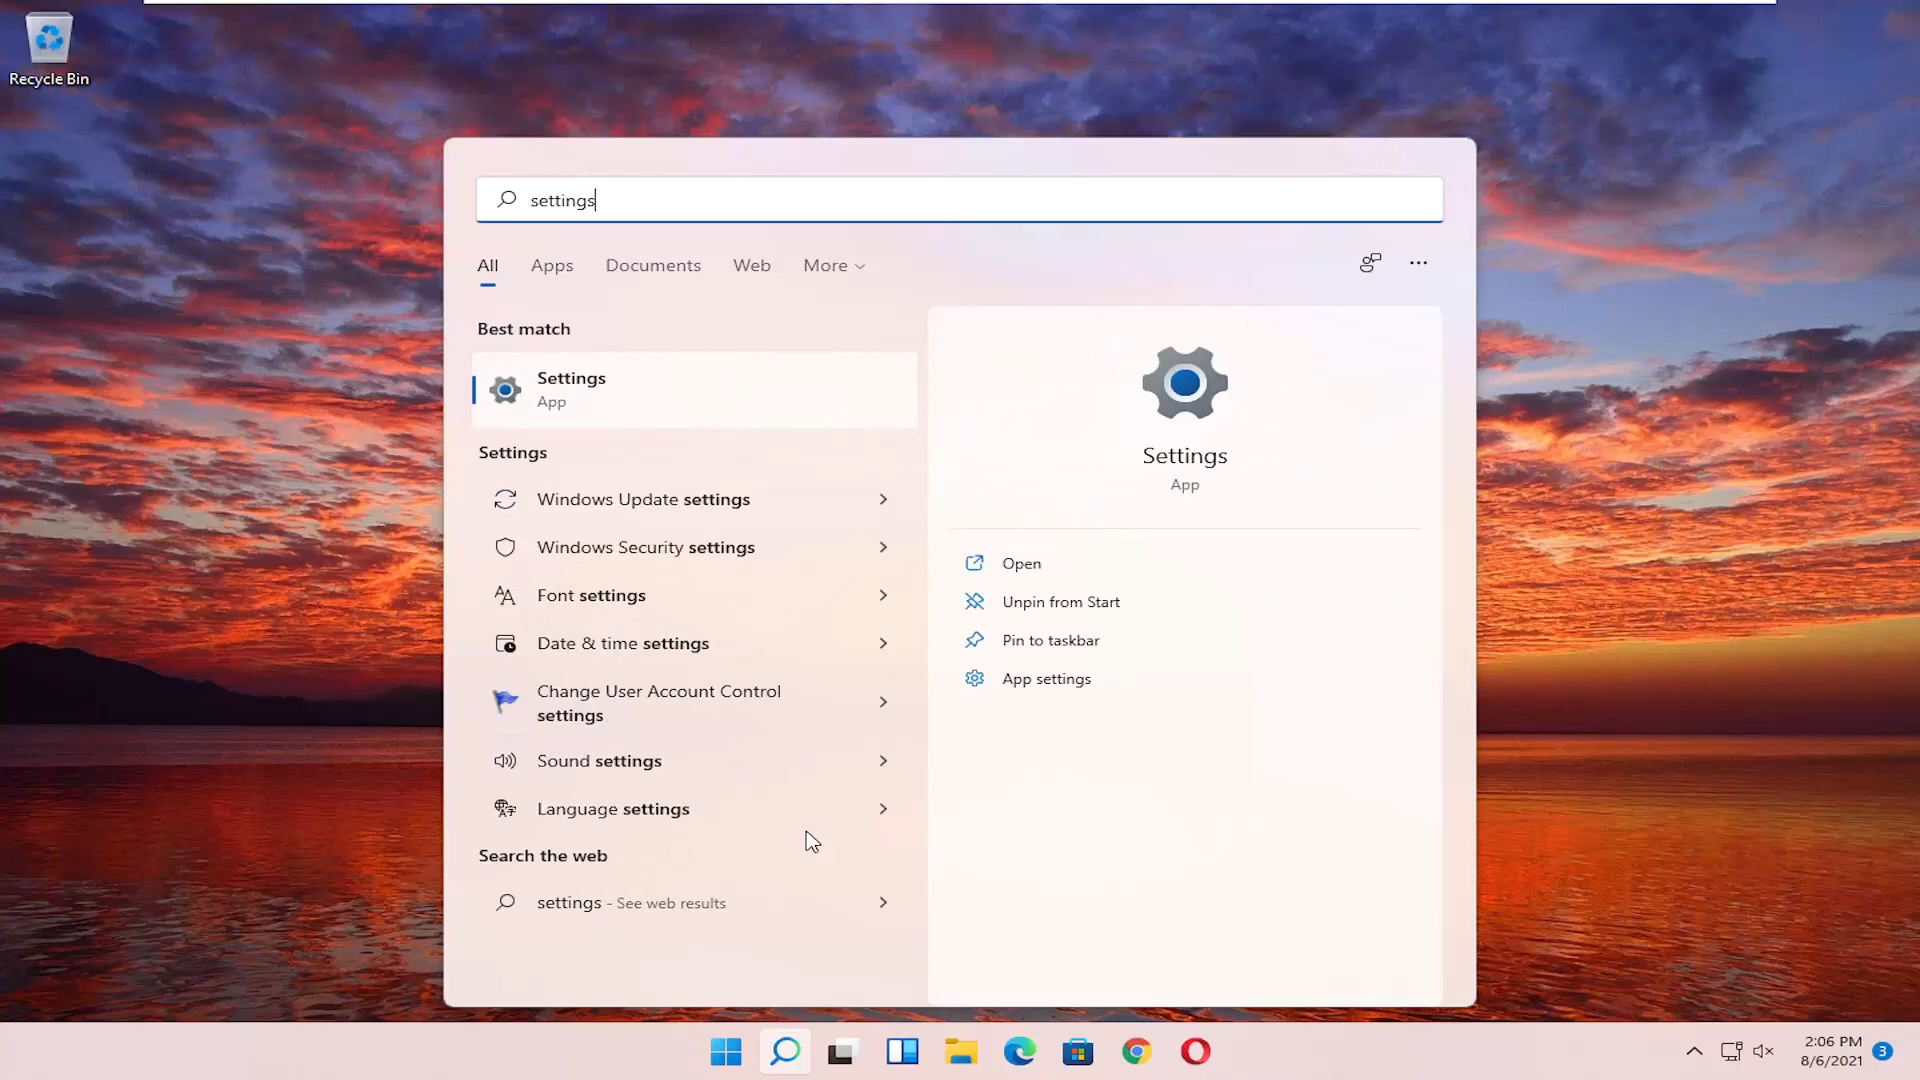 Recycle Bin
settings
All Apps Documents Web More
Best match
Settings
App
Settings
Windows Update settings
Windows Security settings
Font settings
Date & time settings
Change User Account Control
settings
Sound settings
Language settings
Search the web
settings - See web results
Settings
App
Open
Unpin from Start
Pin to taskbar
App settings
2:06 PM
8/6/2021
3